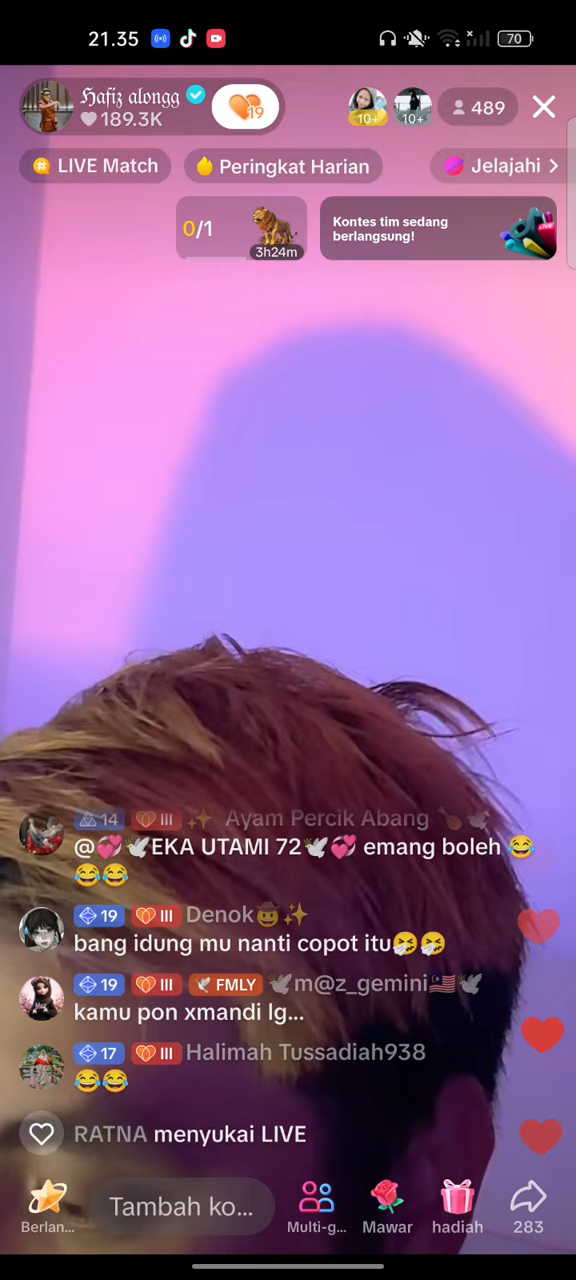 21.35
70
Hafiz alongg
189.3K
19
10+
10+
489
LIVE Match
Peringkat Harian
Jelajahi >
0/1
3h24m
Kontes tim sedang
berlangsung!
LIVE
14 III ✨ Ayam Percik Abang 🍗🕊
@💞🕊EKA UTAMI 72🕊💞 emang boleh 😂
😂😂
19 III Denok🤠✨
bang idung mu nanti copot itu🤧🤧
19 III FMLY 🕊m@z_gemini🇲🇾🕊
kamu pon xmandi lg...
17 III Halimah Tussadiah938
😂😂
RATNA menyukai LIVE
Berlan...
Tambah ko...
Multi-g...
Mawar
hadiah
283